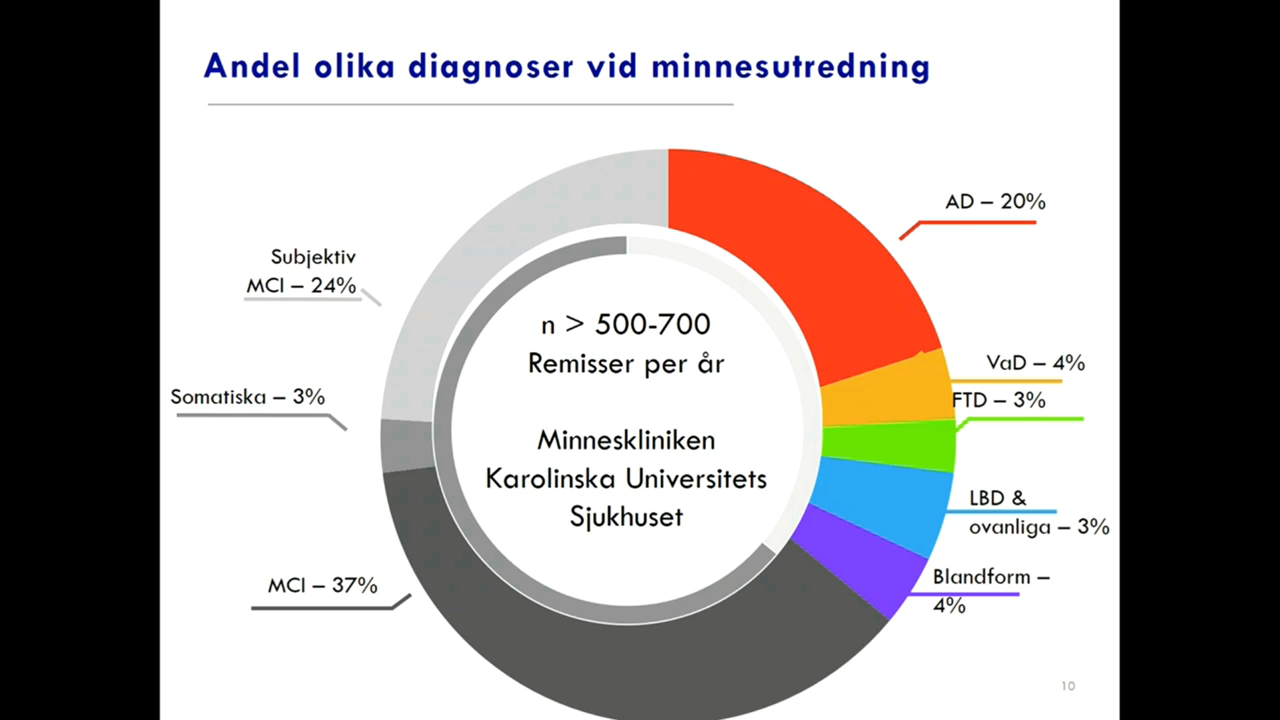 Andel olika diagnoser vid minnesutredning
AD – 20%
Subjektiv
MCI – 24%
n > 500-700
Remisser per år
VaD – 4%
FTD – 3%
Somatiska – 3%
Minneskliniken
Karolinska Universitets
Sjukhuset
LBD &
ovanliga – 3%
MCI – 37%
Blandform –
4%
10